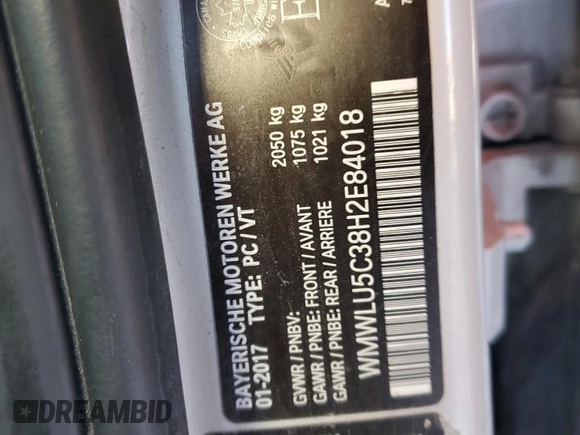 BAYERISCHE MOTOREN WERKE AG
01-2017 TYPE: PC / VT
GVWR / PNBV: 2050 kg
GAWR / PNBE: FRONT / AVANT 1075 kg
GAWR / PNBE: REAR / ARRIERE 1021 kg
WMWLU5C38H2E84018
DREAMBID